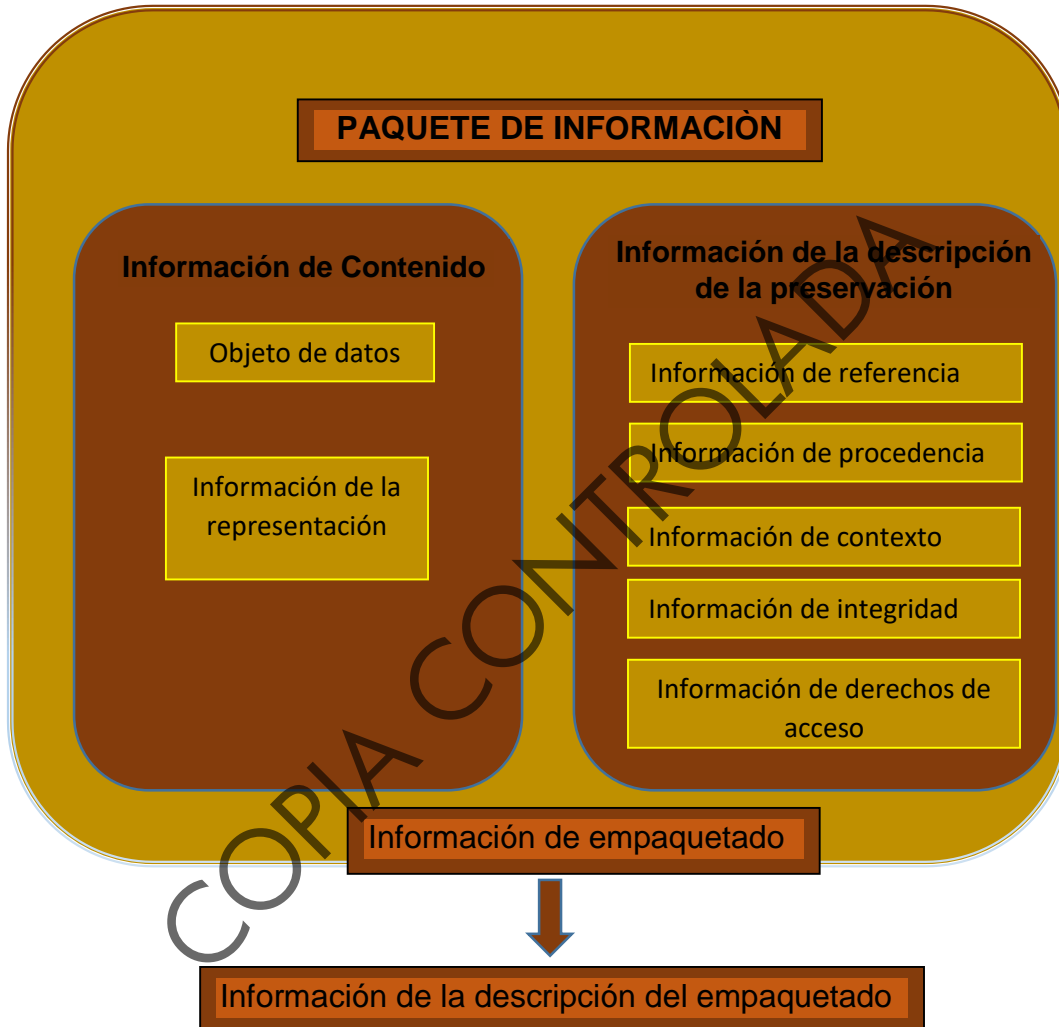 PAQUETE DE INFORMACIÒN
Información de Contenido
Objeto de datos
Información de la
representación
Información de la descripción
de la preservación
Información de referencia
Información de procedencia
Información de contexto
Información de integridad
Información de derechos de
acceso
Información de empaquetado
Información de la descripción del empaquetado
COPIA CONTROLADA